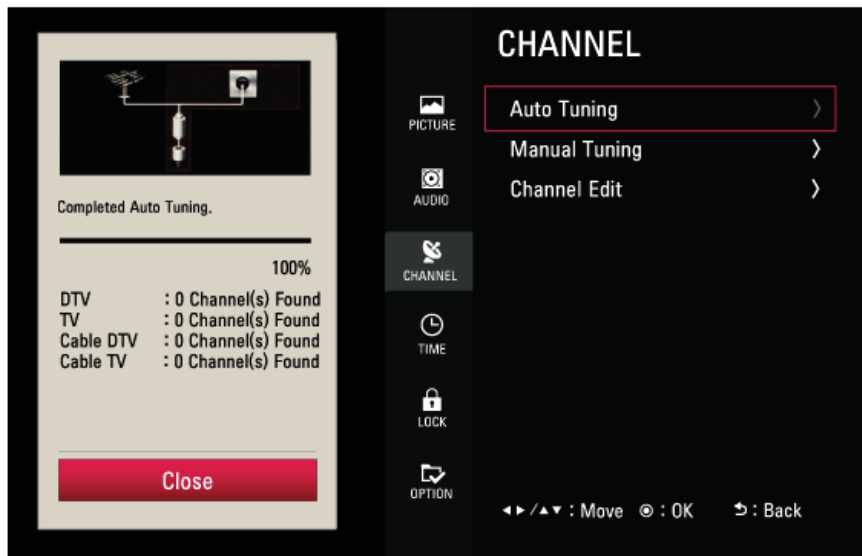 Completed Auto Tuning.
100%
DTV : 0 Channel(s) Found
TV : 0 Channel(s) Found
Cable DTV : 0 Channel(s) Found
Cable TV : 0 Channel(s) Found
Close
PICTURE
AUDIO
CHANNEL
TIME
LOCK
OPTION
CHANNEL
Auto Tuning
Manual Tuning
Channel Edit
◂▸/▴▾ : Move ◉ : OK ⮌ : Back